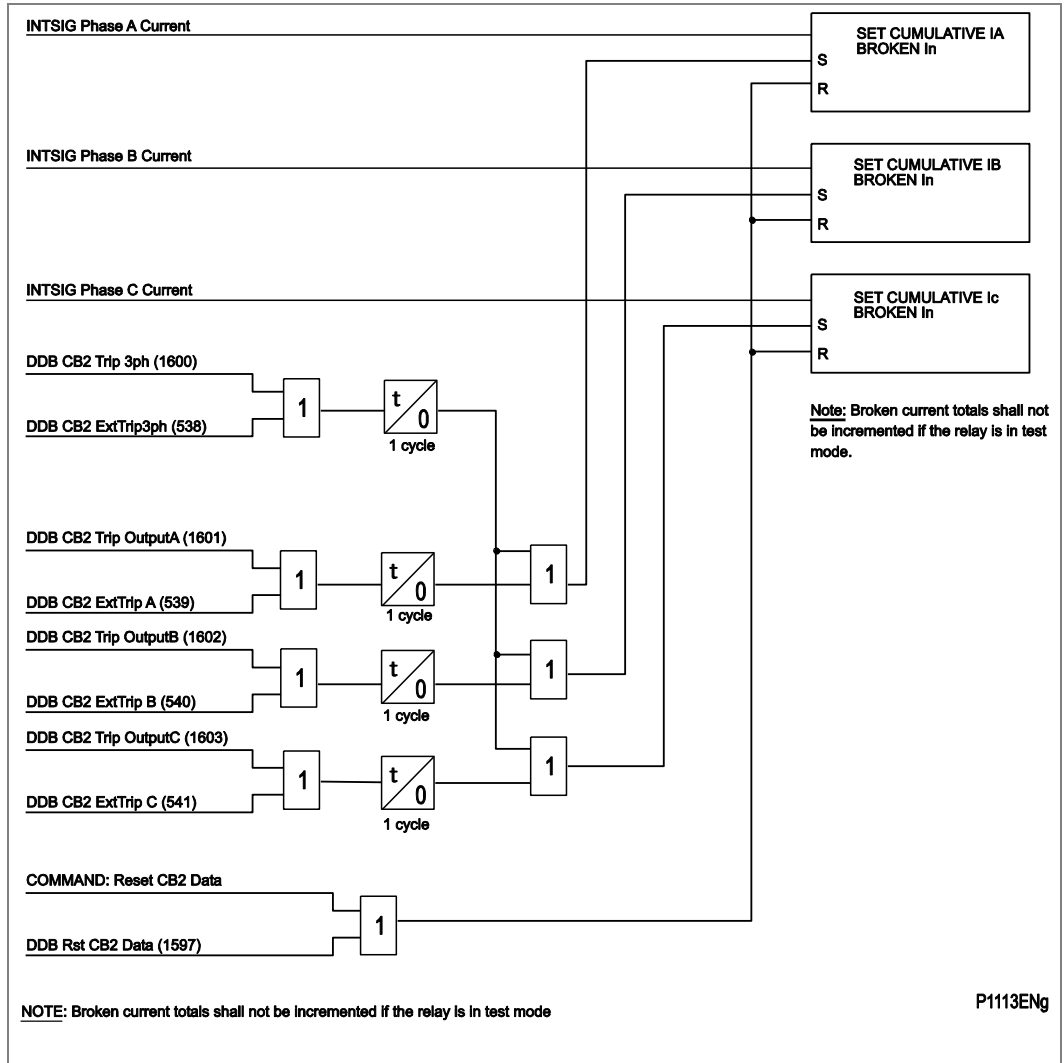 INTSIG Phase A Current
SET CUMULATIVE IA
BROKEN In
S
R
INTSIG Phase B Current
SET CUMULATIVE IB
BROKEN In
S
R
INTSIG Phase C Current
SET CUMULATIVE Ic
BROKEN In
S
R
Note: Broken current totals shall not
be incremented if the relay is in test
mode.
DDB CB2 Trip 3ph (1600)
DDB CB2 ExtTrip3ph (538)
1
t
0
1 cycle
DDB CB2 Trip OutputA (1601)
DDB CB2 ExtTrip A (539)
1
t
0
1 cycle
1
DDB CB2 Trip OutputB (1602)
DDB CB2 ExtTrip B (540)
1
t
0
1 cycle
1
DDB CB2 Trip OutputC (1603)
DDB CB2 ExtTrip C (541)
1
t
0
1 cycle
1
COMMAND: Reset CB2 Data
DDB Rst CB2 Data (1597)
1
NOTE: Broken current totals shall not be incremented if the relay is in test mode
P1113ENg